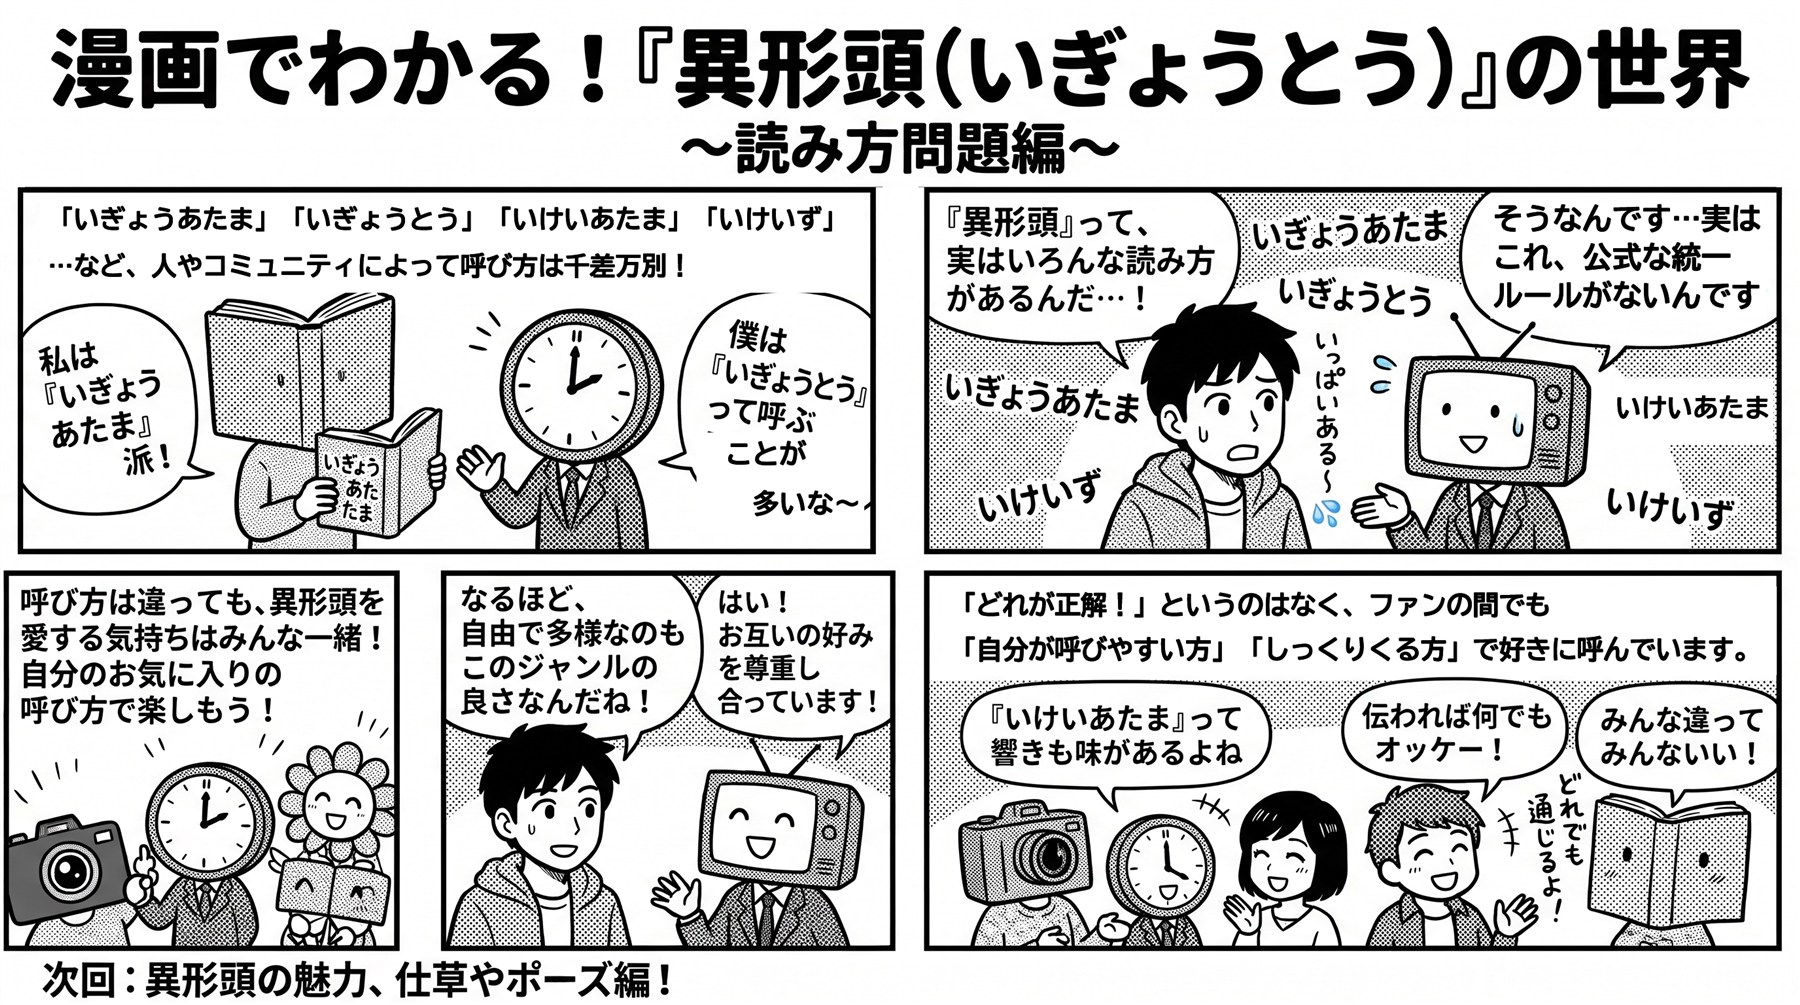 漫画でわかる！『異形頭（いぎょうとう）』の世界
～読み方問題編～
『異形頭』って、
実はいろんな読み方
があるんだ…！
いぎょうあたま
いぎょうとう
そうなんです…実は
これ、公式な統一
ルールがないんです
いぎょうあたま
いけいず
いっぱいある～
いけいあたま
いけいず
「いぎょうあたま」「いぎょうとう」「いけいあたま」「いけいず」
…など、人やコミュニティによって呼び方は千差万別！
僕は
『いぎょうとう』
って呼ぶ
ことが
多いな～
私は
『いぎょう
あたま』
派！
いぎょう
あた
たま
「どれが正解！」というのはなく、ファンの間でも
「自分が呼びやすい方」「しっくりくる方」で好きに呼んでいます。
みんな違って
みんないい！
伝われば何でも
オッケー！
『いけいあたま』って
響きも味があるよね
どれでも
通じるよ！
はい！
お互いの好み
を尊重し
合っています！
なるほど、
自由で多様なのも
このジャンルの
良さなんだね！
呼び方は違っても、異形頭を
愛する気持ちはみんな一緒！
自分のお気に入りの
呼び方で楽しもう！
次回：異形頭の魅力、仕草やポーズ編！